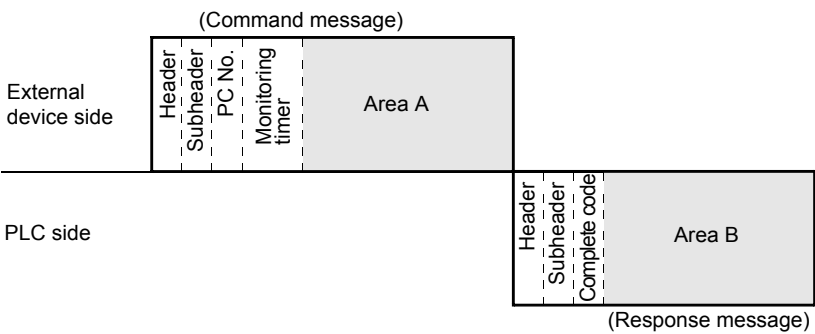 (Command message)
External
device side
Header
Subheader
PC No.
Monitoring
timer
Area A
PLC side
Header
Subheader
Complete code
Area B
(Response message)